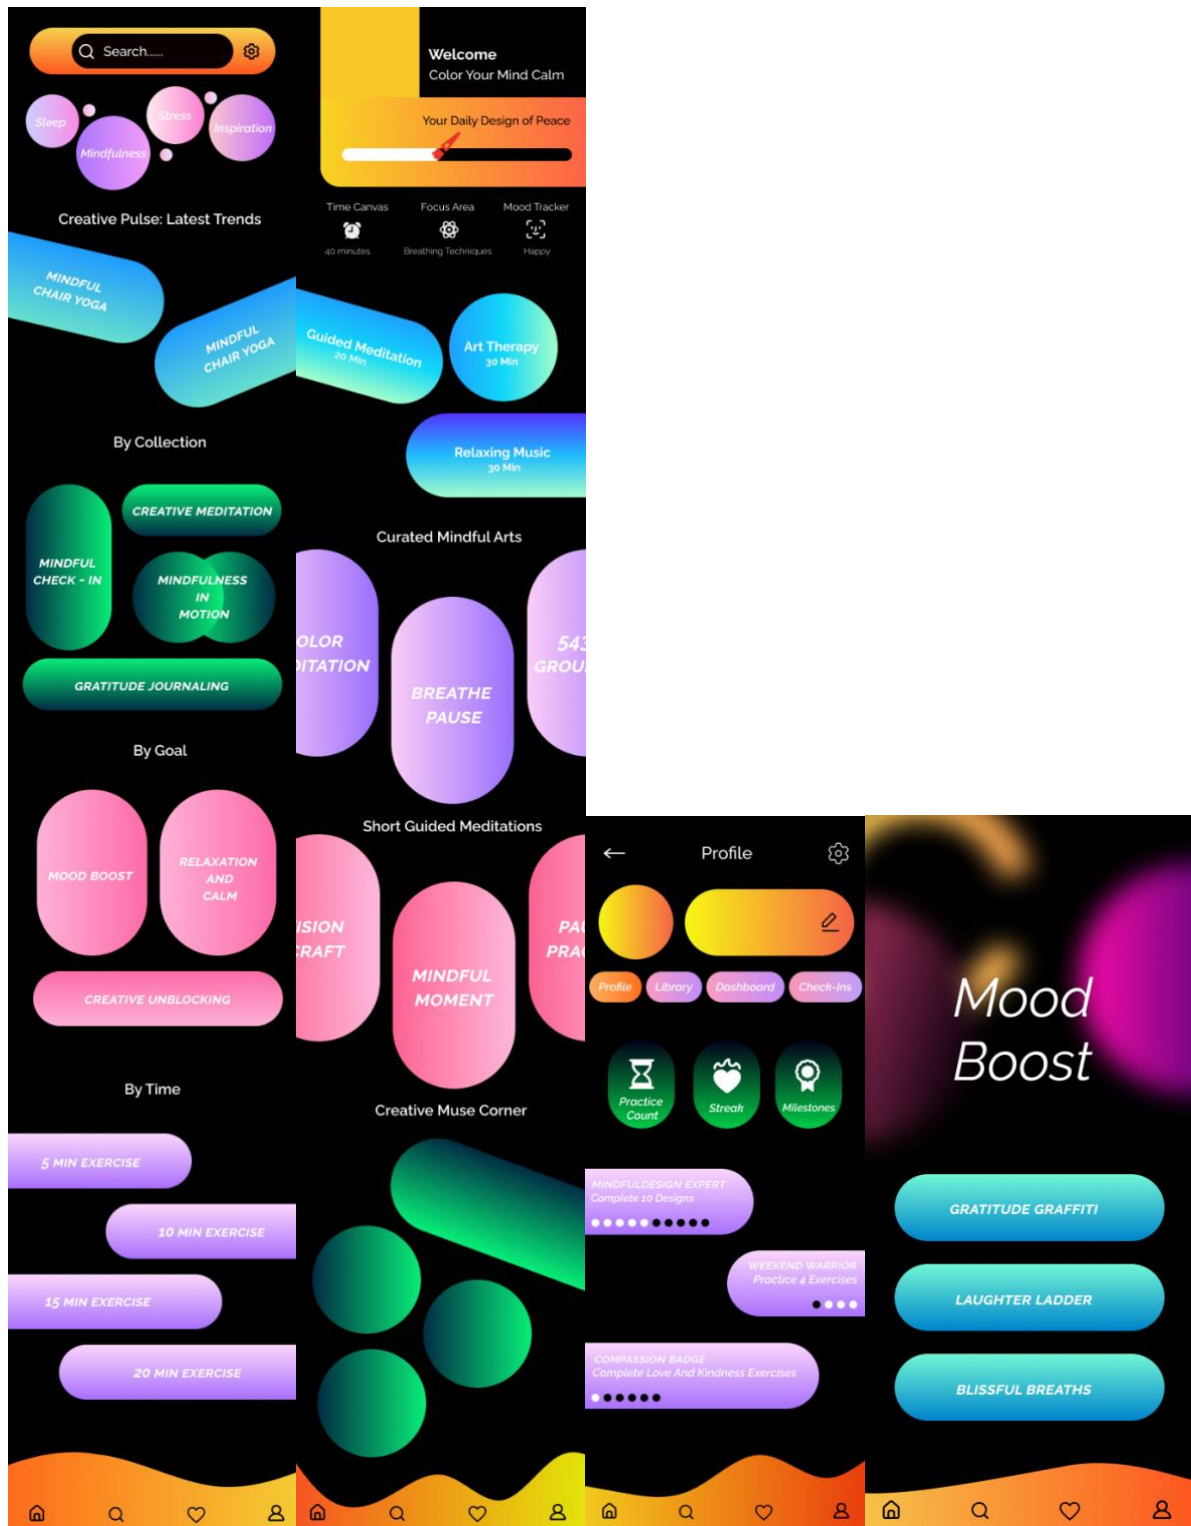 Search......
Sleep
Stress
Inspiration
Mindfulness
Creative Pulse: Latest Trends
MINDFUL
CHAIR YOGA
MINDFUL
CHAIR YOGA
By Collection
MINDFUL
CHECK - IN
CREATIVE MEDITATION
MINDFULNESS
IN
MOTION
GRATITUDE JOURNALING
By Goal
MOOD BOOST
RELAXATION
AND
CALM
CREATIVE UNBLOCKING
By Time
5 MIN EXERCISE
10 MIN EXERCISE
15 MIN EXERCISE
20 MIN EXERCISE
Welcome
Color Your Mind Calm
Your Daily Design of Peace
Time Canvas
Focus Area
Mood Tracker
40 minutes
Breathing Techniques
Happy
Guided Meditation
20 Min
Art Therapy
30 Min
Relaxing Music
30 Min
Curated Mindful Arts
OLOR
ITATION
BREATHE
PAUSE
543
GROU
Short Guided Meditations
ISION
RAFT
MINDFUL
MOMENT
PAU
PRA
Creative Muse Corner
Profile
Profile
Library
Dashboard
Check-Ins
Practice
Count
Streak
Milestones
MINDFULDESIGN EXPERT
Complete 10 Designs
WEEKEND WARRIOR
Practice 4 Exercises
COMPASSION BADGE
Complete Love And Kindness Exercises
Mood
Boost
GRATITUDE GRAFFITI
LAUGHTER LADDER
BLISSFUL BREATHS